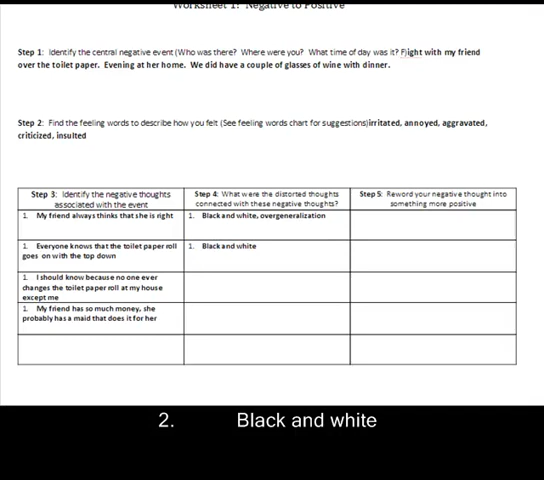 Worksheet 1: Negative to Positive
Step 1: Identify the central negative event (Who was there? Where were you? What time of day was it? F)ight with my friend
over the toilet paper. Evening at her home. We did have a couple of glasses of wine with dinner.
Step 2: Find the feeling words to describe how you felt (See feeling words chart for suggestions)irritated, annoyed, aggravated,
criticized, insulted
Step 3: Identify the negative thoughts
associated with the event
Step 4: What were the distorted thoughts
connected with these negative thoughts?
Step 5: Reword your negative thought into
something more positive
1. My friend always thinks that she is right
1. Black and white, overgeneralization
1. Everyone knows that the toilet paper roll
goes on with the top down
1. Black and white
1. I should know because no one ever
changes the toilet paper roll at my house
except me
1. My friend has so much money, she
probably has a maid that does it for her
2. Black and white